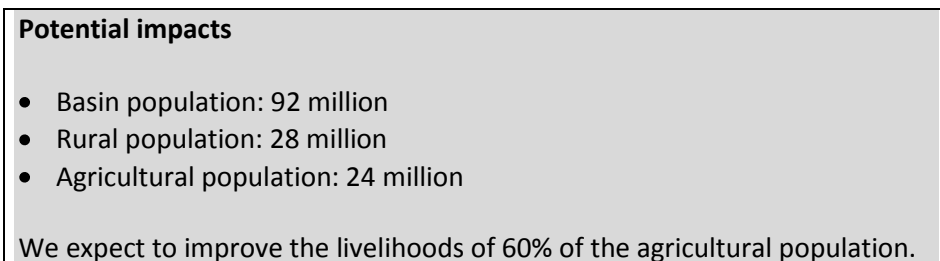 Potential impacts
• Basin population: 92 million
• Rural population: 28 million
• Agricultural population: 24 million
We expect to improve the livelihoods of 60% of the agricultural population.